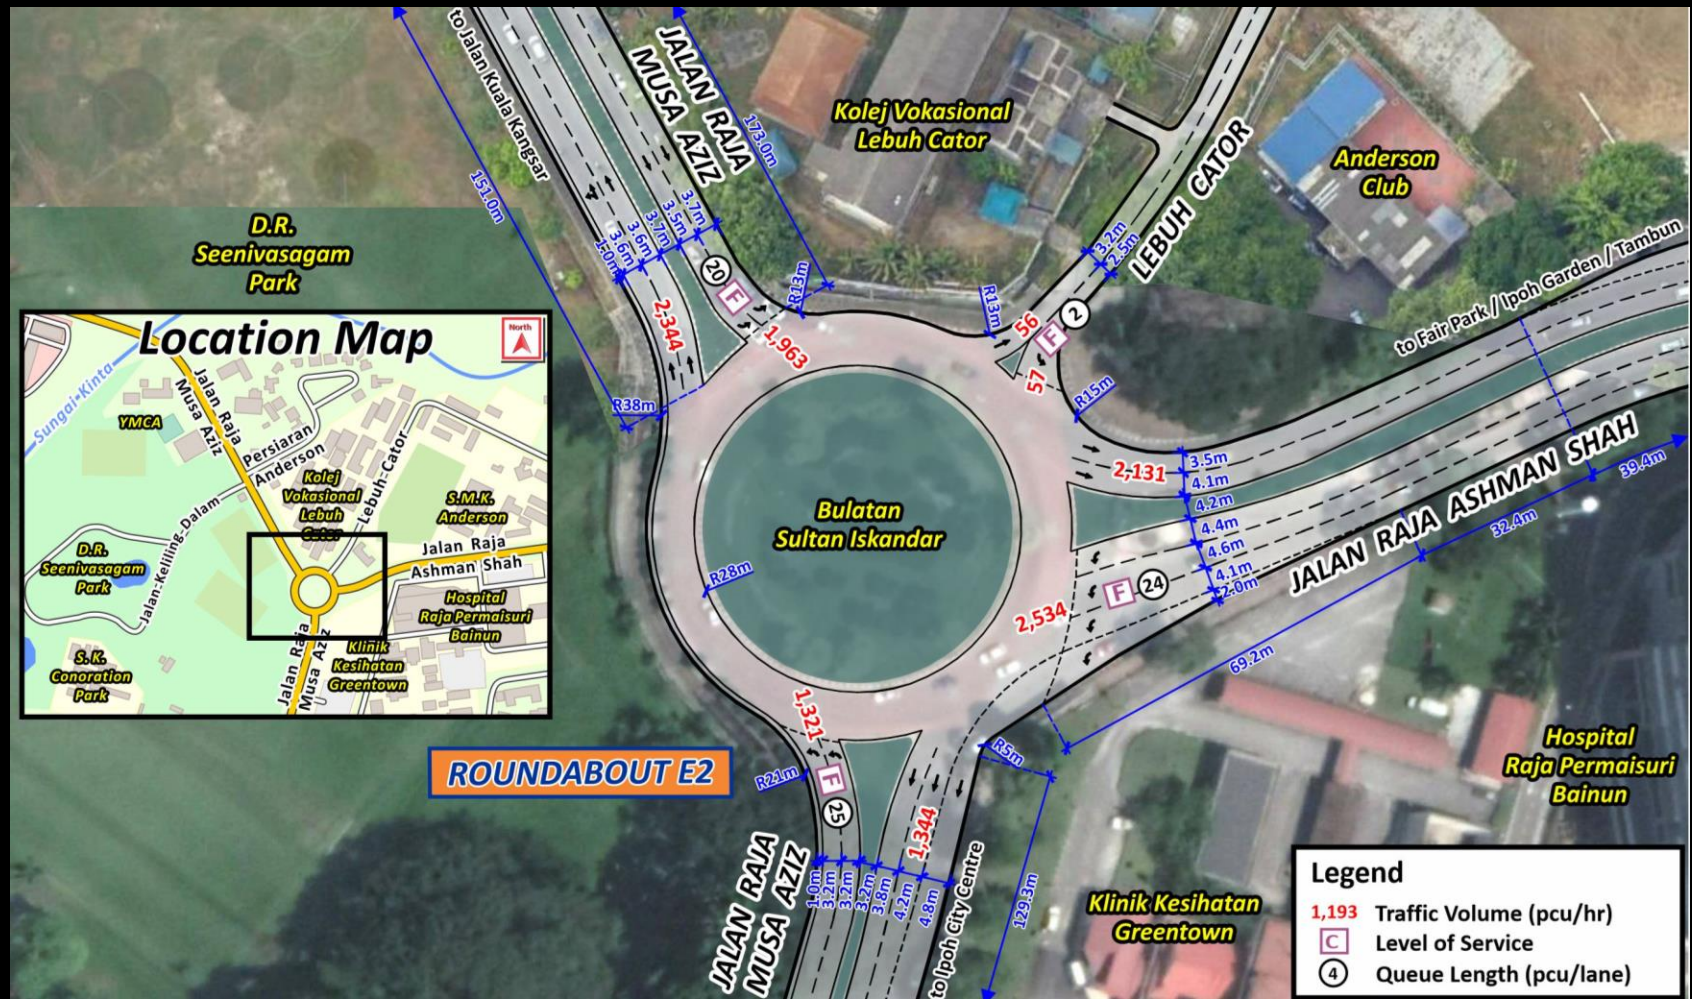 to Jalan Kuala Kangsar
JALAN RAJA
MUSA AZIZ
173.0m
151.0m
Kolej Vokasional
Lebuh Cator
LEBUH CATOR
Anderson
Club
D.R.
Seenivasagam
Park
1.0m
3.6m
3.6m
3.7m
3.5m
3.7m
20
F
R13m
2,344
1,963
R38m
R13m
3.2m
2.5m
56
F
2
57
R15m
to Fair Park / Ipoh Garden / Tambun
JALAN RAJA ASHMAN SHAH
39.4m
32.4m
69.2m
2,131
3.5m
4.1m
4.2m
4.4m
4.6m
4.1m
2.0m
F
24
2,534
Bulatan
Sultan Iskandar
R28m
Location Map
North
Sungai-Kinta
YMCA
Jalan Raja
Musa Aziz
Persiaran
Anderson
Kolej
Vokasional
Lebuh
Cator
Lebuh-Cator
S.M.K.
Anderson
Jalan-Keliling-Dalam
D.R.
Seenivasagam
Park
Jalan Raja
Ashman Shah
Hospital
Raja Permaisuri
Bainun
Klinik
Kesihatan
Greentown
S. K.
Conoration
Park
Jalan Raja
Musa Aziz
ROUNDABOUT E2
1,321
R21m
F
25
R5m
1,344
1.0m
3.2m
3.2m
3.2m
3.8m
4.2m
4.8m
JALAN RAJA
MUSA AZIZ
to Ipoh City Centre
129.3m
Hospital
Raja Permaisuri
Bainun
Klinik Kesihatan
Greentown
Legend
1,193 Traffic Volume (pcu/hr)
C Level of Service
4 Queue Length (pcu/lane)